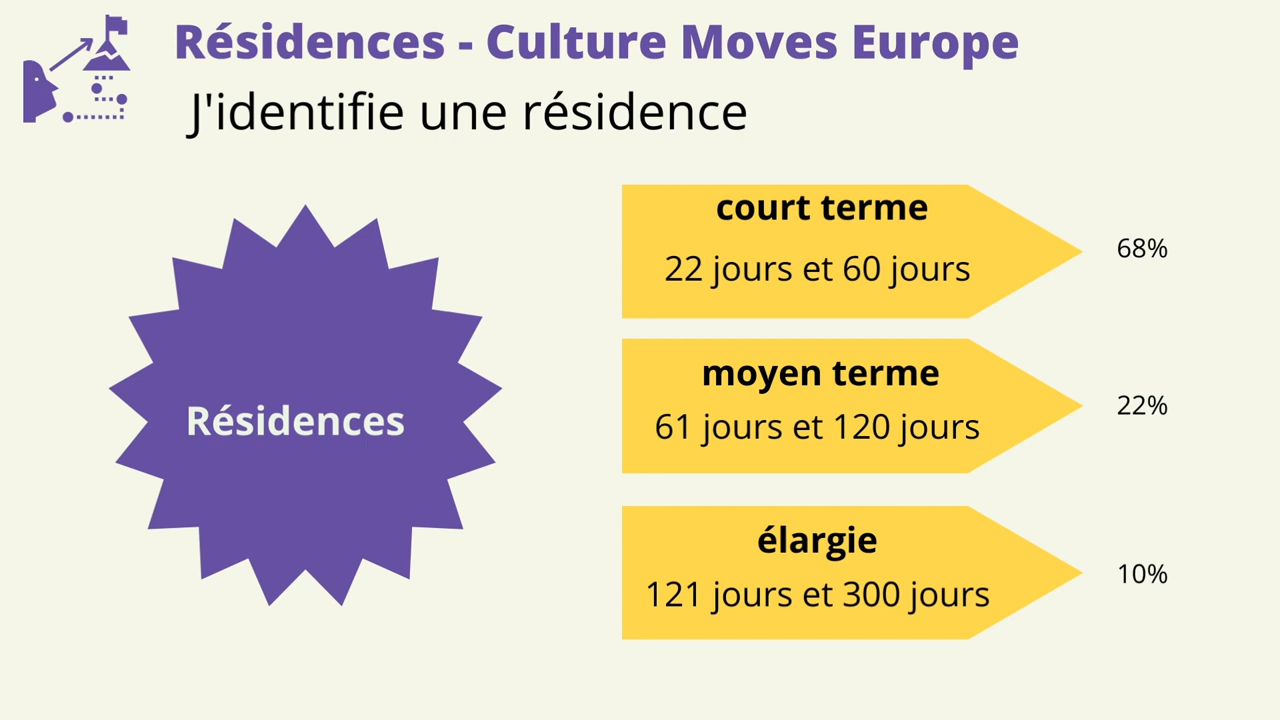 Résidences - Culture Moves Europe
J'identifie une résidence
Résidences
court terme
22 jours et 60 jours
68%
moyen terme
61 jours et 120 jours
22%
élargie
121 jours et 300 jours
10%